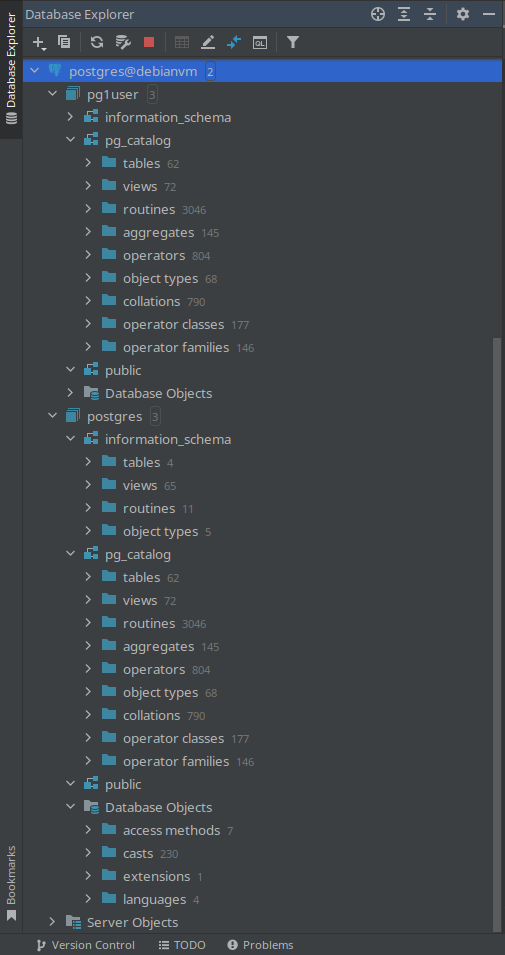 Database Explorer
Database Explorer
QL
postgres@debianvm 2
pg1user 3
information_schema
pg_catalog
tables 62
views 72
routines 3046
aggregates 145
operators 804
object types 68
collations 790
operator classes 177
operator families 146
public
Database Objects
postgres 3
information_schema
tables 4
views 65
routines 11
object types 5
pg_catalog
tables 62
views 72
routines 3046
aggregates 145
operators 804
object types 68
collations 790
operator classes 177
operator families 146
public
Database Objects
access methods 7
casts 230
extensions 1
languages 4
Server Objects
Bookmarks
Version Control TODO Problems